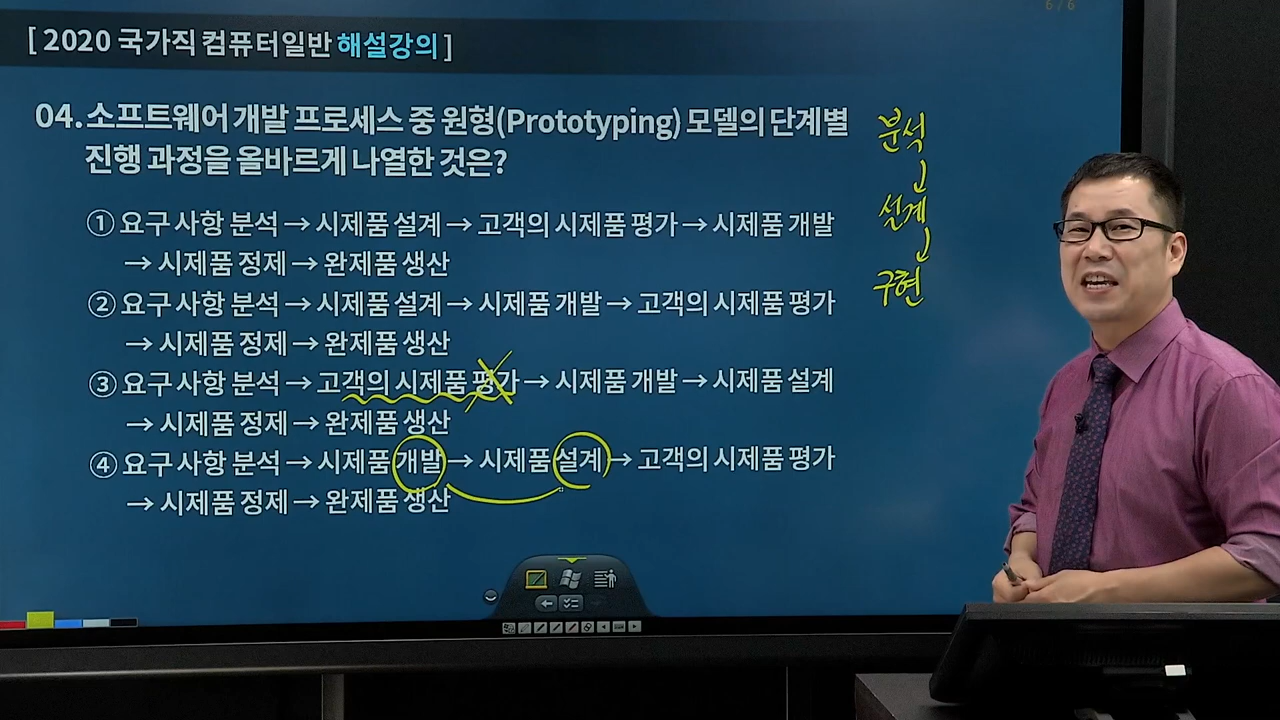 6 / 6
[ 2020 국가직 컴퓨터일반 해설강의 ]
04. 소프트웨어 개발 프로세스 중 원형(Prototyping) 모델의 단계별
진행 과정을 올바르게 나열한 것은?
① 요구 사항 분석 → 시제품 설계 → 고객의 시제품 평가 → 시제품 개발
→ 시제품 정제 → 완제품 생산
② 요구 사항 분석 → 시제품 설계 → 시제품 개발 → 고객의 시제품 평가
→ 시제품 정제 → 완제품 생산
③ 요구 사항 분석 → 고객의 시제품 평가 → 시제품 개발 → 시제품 설계
→ 시제품 정제 → 완제품 생산
④ 요구 사항 분석 → 시제품 개발 → 시제품 설계 → 고객의 시제품 평가
→ 시제품 정제 → 완제품 생산
분석
설계
구현